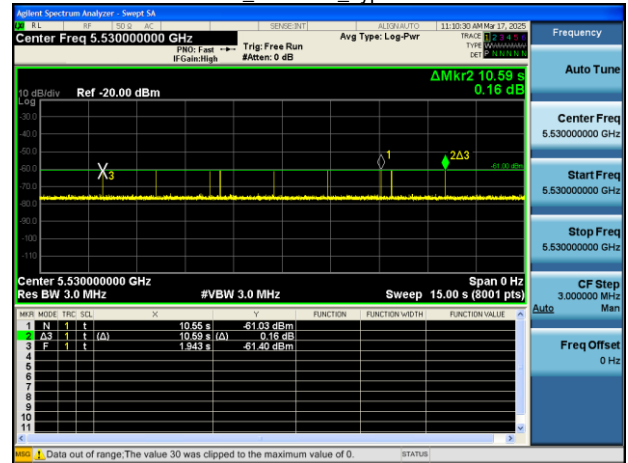 Agilent Spectrum Analyzer - Swept SA
RL RF 50 Ω AC SENSE:INT ALIGNAUTO 11:10:30 AM Mar 17, 2025
Center Freq 5.530000000 GHz
PNO: Fast
IFGain:High
Trig: Free Run
#Atten: 0 dB
Avg Type: Log-Pwr
TRACE 1 2 3 4 5 6
TYPE WWWWWW
DET P N N N N N
ΔMkr2 10.59 s
0.16 dB
10 dB/div Ref -20.00 dBm
Log
-30.0
-40.0
-50.0
-60.0
-70.0
-80.0
-90.0
-100
-110
3
1
2Δ3
-61.00 dBm
Center 5.530000000 GHz Span 0 Hz
Res BW 3.0 MHz #VBW 3.0 MHz Sweep 15.00 s (8001 pts)
MKR MODE TRC SCL X Y FUNCTION FUNCTION WIDTH FUNCTION VALUE
1 N 1 t 10.55 s -61.03 dBm
2 Δ3 1 t (Δ) 10.59 s (Δ) 0.16 dB
3 F 1 t 1.943 s -61.40 dBm
4
5
6
7
8
9
10
11
MSG Data out of range;The value 30 was clipped to the maximum value of 0. STATUS
Frequency
Auto Tune
Center Freq
5.530000000 GHz
Start Freq
5.530000000 GHz
Stop Freq
5.530000000 GHz
CF Step
3.000000 MHz
Auto Man
Freq Offset
0 Hz